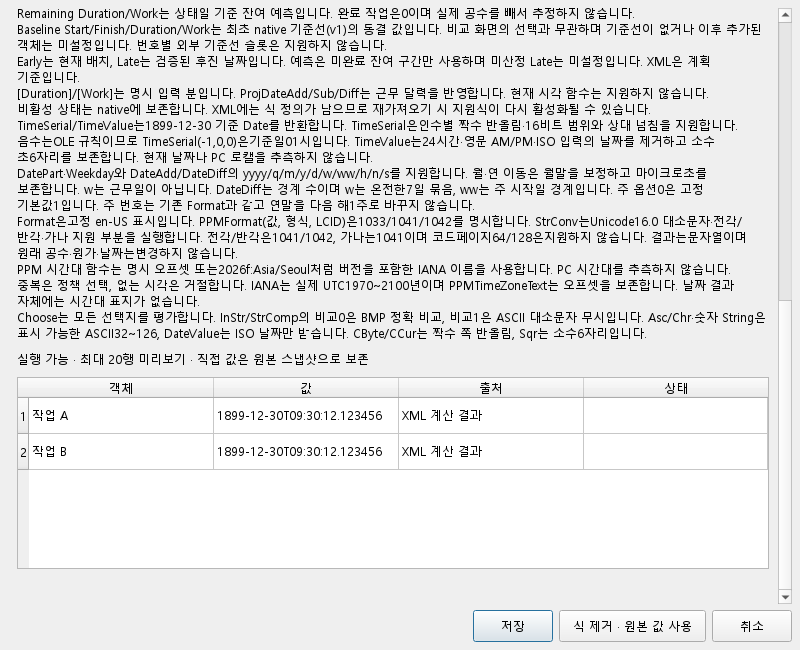 Remaining Duration/Work는 상태일 기준 잔여 예측입니다. 완료 작업은0이며 실제 공수를 빼서 추정하지 않습니다.
Baseline Start/Finish/Duration/Work는 최초 native 기준선(v1)의 동결 값입니다. 비교 화면의 선택과 무관하며 기준선이 없거나 이후 추가된
객체는 미설정입니다. 번호별 외부 기준선 슬롯은 지원하지 않습니다.
Early는 현재 배치, Late는 검증된 후진 날짜입니다. 예측은 미완료 잔여 구간만 사용하며 미산정 Late는 미설정입니다. XML은 계획
기준입니다.
[Duration]/[Work]는 명시 입력 분입니다. ProjDateAdd/Sub/Diff는 근무 달력을 반영합니다. 현재 시각 함수는 지원하지 않습니다.
비활성 상태는 native에 보존합니다. XML에는 식 정의가 남으므로 재가져오기 시 지원식이 다시 활성화될 수 있습니다.
TimeSerial/TimeValue는1899-12-30 기준 Date를 반환합니다. TimeSerial은인수별 짝수 반올림·16비트 범위와 상대 넘침을 지원합니다.
음수는OLE 규칙이므로 TimeSerial(-1,0,0)은기준일01시입니다. TimeValue는24시간·영문 AM/PM·ISO 입력의 날짜를 제거하고 소수
초6자리를 보존합니다. 현재 날짜나 PC 로캘을 추측하지 않습니다.
DatePart·Weekday와 DateAdd/DateDiff의 yyyy/q/m/y/d/w/ww/h/n/s를 지원합니다. 월·연 이동은 월말을 보정하고 마이크로초를
보존합니다. w는 근무일이 아닙니다. DateDiff는 경계 수이며 w는 온전한7일 묶음, ww는 주 시작일 경계입니다. 주 옵션0은 고정
기본값1입니다. 주 번호는 기존 Format과 같고 연말을 다음 해1주로 바꾸지 않습니다.
Format은고정 en-US 표시입니다. PPMFormat(값, 형식, LCID)은1033/1041/1042를 명시합니다. StrConv는Unicode16.0 대소문자·전각/
반각·가나 지원 부분을 실행합니다. 전각/반각은1041/1042, 가나는1041이며 코드페이지64/128은지원하지 않습니다. 결과는문자열이며
원래 공수·원가·날짜는변경하지 않습니다.
PPM 시간대 함수는 명시 오프셋 또는2026f:Asia/Seoul처럼 버전을 포함한 IANA 이름을 사용합니다. PC 시간대를 추측하지 않습니다.
중복은 정책 선택, 없는 시각은 거절합니다. IANA는 실제 UTC1970~2100년이며 PPMTimeZoneText는 오프셋을 보존합니다. 날짜 결과
자체에는 시간대 표지가 없습니다.
Choose는 모든 선택지를 평가합니다. InStr/StrComp의 비교0은 BMP 정확 비교, 비교1은 ASCII 대소문자 무시입니다. Asc/Chr·숫자 String은
표시 가능한 ASCII32~126, DateValue는 ISO 날짜만 받습니다. CByte/CCur는 짝수 쪽 반올림, Sqr는 소수6자리입니다.
실행 가능 · 최대 20행 미리보기 · 직접 값은 원본 스냅샷으로 보존
객체 값 출처 상태
1 작업 A 1899-12-30T09:30:12.123456 XML 계산 결과
2 작업 B 1899-12-30T09:30:12.123456 XML 계산 결과
저장 식 제거 · 원본 값 사용 취소